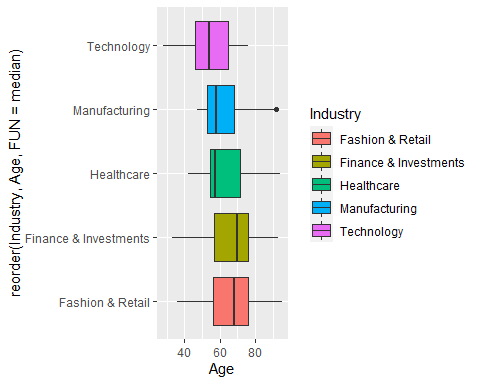 reorder(Industry, Age, FUN = median)
Technology
Manufacturing
Healthcare
Finance & Investments
Fashion & Retail
40 60 80
Age
Industry
Fashion & Retail
Finance & Investments
Healthcare
Manufacturing
Technology